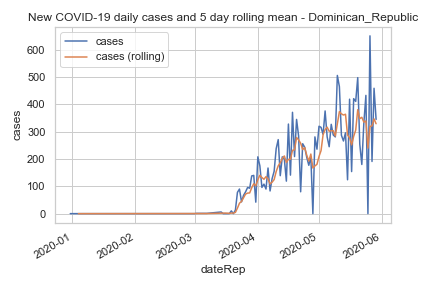 New COVID-19 daily cases and 5 day rolling mean - Dominican_Republic
cases
cases (rolling)
600
500
400
300
200
100
0
cases
2020-01
2020-02
2020-03
2020-04
2020-05
2020-06
dateRep